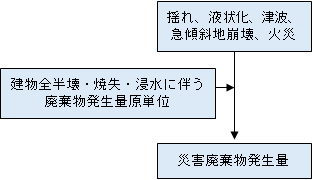 揺れ、液状化、津波、
急傾斜地崩壊、火災
建物全半壊・焼失・浸水に伴う
廃棄物発生量原単位
災害廃棄物発生量